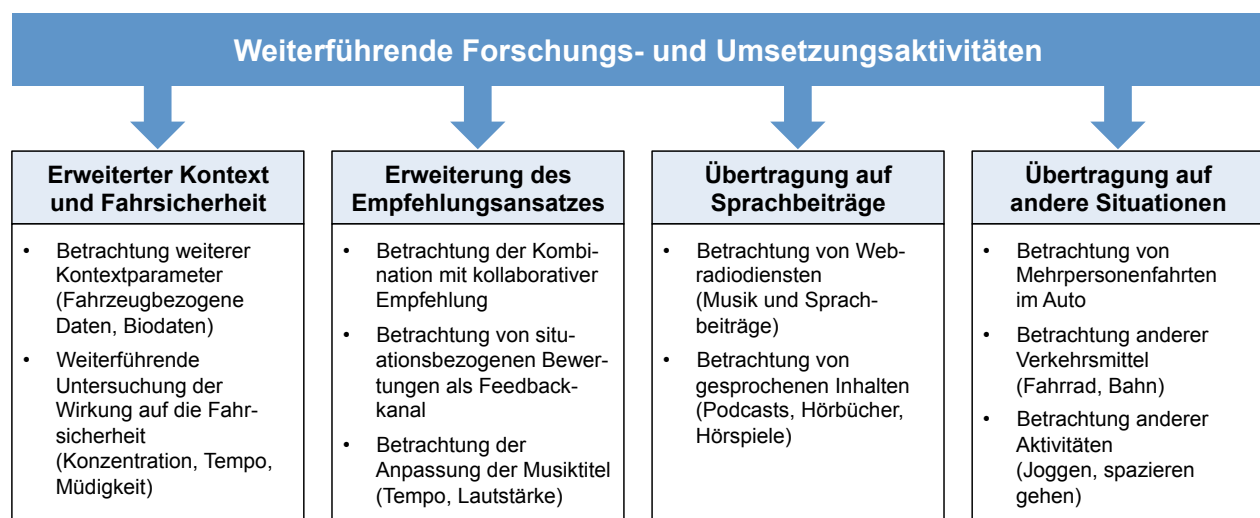 Weiterführende Forschungs- und Umsetzungsaktivitäten
Erweiterter Kontext
und Fahrsicherheit
• Betrachtung weiterer
Kontextparameter
(Fahrzeugbezogene
Daten, Biodaten)
• Weiterführende
Untersuchung der
Wirkung auf die Fahr-
sicherheit
(Konzentration, Tempo,
Müdigkeit)
Erweiterung des
Empfehlungsansatzes
• Betrachtung der Kombi-
nation mit kollaborativer
Empfehlung
• Betrachtung von situ-
ationsbezogenen Bewer-
tungen als Feedback-
kanal
• Betrachtung der
Anpassung der Musiktitel
(Tempo, Lautstärke)
Übertragung auf
Sprachbeiträge
• Betrachtung von Web-
radiodiensten
(Musik und Sprach-
beiträge)
• Betrachtung von
gesprochenen Inhalten
(Podcasts, Hörbücher,
Hörspiele)
Übertragung auf
andere Situationen
• Betrachtung von
Mehrpersonenfahrten
im Auto
• Betrachtung anderer
Verkehrsmittel
(Fahrrad, Bahn)
• Betrachtung anderer
Aktivitäten
(Joggen, spazieren
gehen)